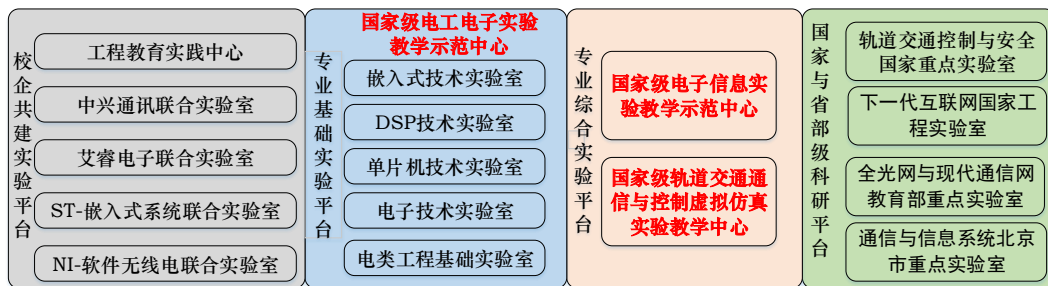 校企共建实验平台
工程教育实践中心
中兴通讯联合实验室
艾睿电子联合实验室
ST-嵌入式系统联合实验室
NI-软件无线电联合实验室
专业基础实验平台
国家级电工电子实验
教学示范中心
嵌入式技术实验室
DSP技术实验室
单片机技术实验室
电子技术实验室
电类工程基础实验室
专业综合实验平台
国家级电子信息实
验教学示范中心
国家级轨道交通通
信与控制虚拟仿真
实验教学中心
国家与省部级科研平台
轨道交通控制与安全
国家重点实验室
下一代互联网国家工
程实验室
全光网与现代通信网
教育部重点实验室
通信与信息系统北京
市重点实验室